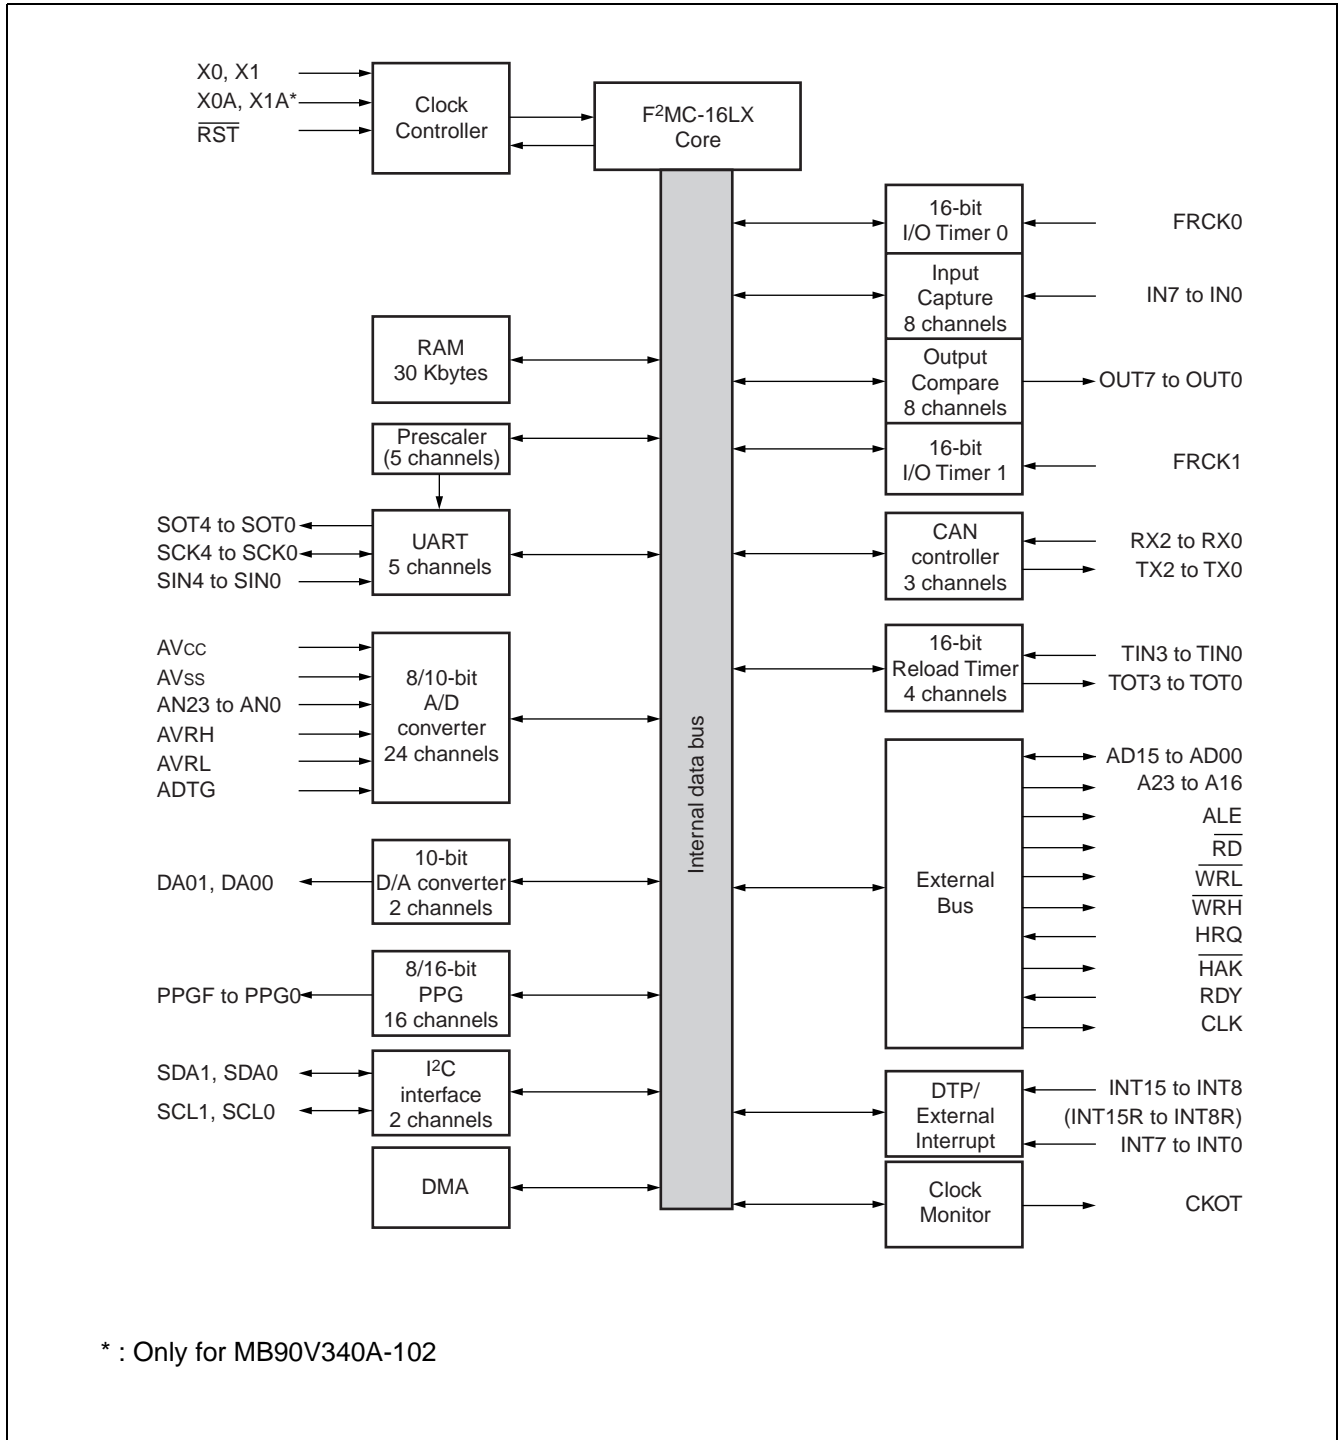 X0, X1
X0A, X1A*
RST
Clock
Controller
F2MC-16LX
Core
16-bit
I/O Timer 0
FRCK0
Input
Capture
8 channels
IN7 to IN0
RAM
30 Kbytes
Output
Compare
8 channels
OUT7 to OUT0
Prescaler
(5 channels)
16-bit
I/O Timer 1
FRCK1
SOT4 to SOT0
SCK4 to SCK0
SIN4 to SIN0
UART
5 channels
CAN
controller
3 channels
RX2 to RX0
TX2 to TX0
AVCC
AVSS
AN23 to AN0
AVRH
AVRL
ADTG
8/10-bit
A/D
converter
24 channels
16-bit
Reload Timer
4 channels
TIN3 to TIN0
TOT3 to TOT0
Internal data bus
External
Bus
AD15 to AD00
A23 to A16
ALE
RD
WRL
WRH
HRQ
HAK
RDY
CLK
DA01, DA00
10-bit
D/A converter
2 channels
PPGF to PPG0
8/16-bit
PPG
16 channels
SDA1, SDA0
SCL1, SCL0
I2C
interface
2 channels
DTP/
External
Interrupt
INT15 to INT8
(INT15R to INT8R)
INT7 to INT0
DMA
Clock
Monitor
CKOT
* : Only for MB90V340A-102